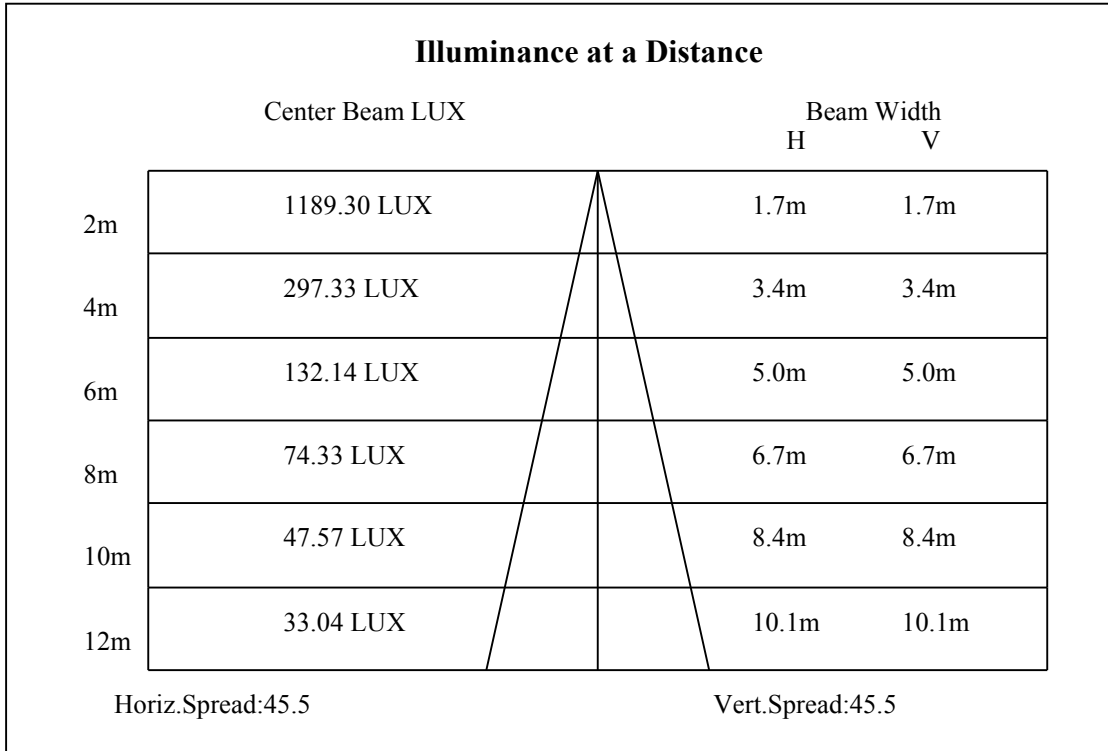 Illuminance at a Distance
Center Beam LUX Beam Width
H V
2m 1189.30 LUX 1.7m 1.7m
4m 297.33 LUX 3.4m 3.4m
6m 132.14 LUX 5.0m 5.0m
8m 74.33 LUX 6.7m 6.7m
10m 47.57 LUX 8.4m 8.4m
12m 33.04 LUX 10.1m 10.1m
Horiz.Spread:45.5 Vert.Spread:45.5